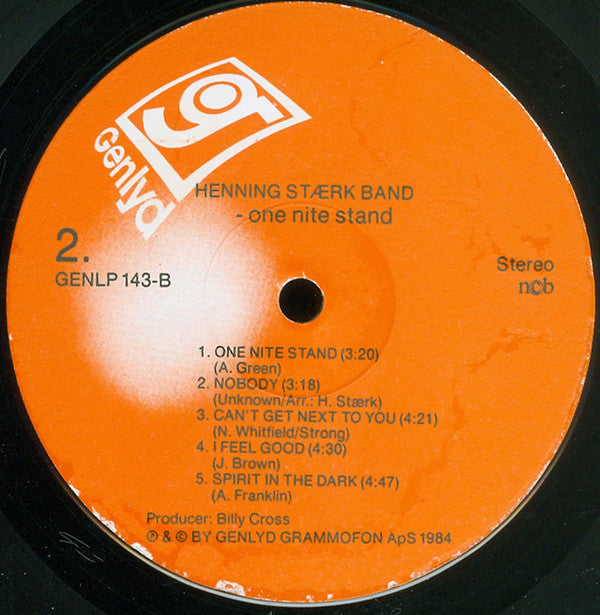 Genlyd
HENNING STÆRK BAND
- one nite stand
2.
GENLP 143-B
Stereo
ncb
1. ONE NITE STAND (3:20)
(A. Green)
2. NOBODY (3:18)
(Unknown/Arr.: H. Stærk)
3. CAN'T GET NEXT TO YOU (4:21)
(N. Whitfield/Strong)
4. I FEEL GOOD (4:30)
(J. Brown)
5. SPIRIT IN THE DARK (4:47)
(A. Franklin)
Producer: Billy Cross
℗ & © BY GENLYD GRAMMOFON ApS 1984